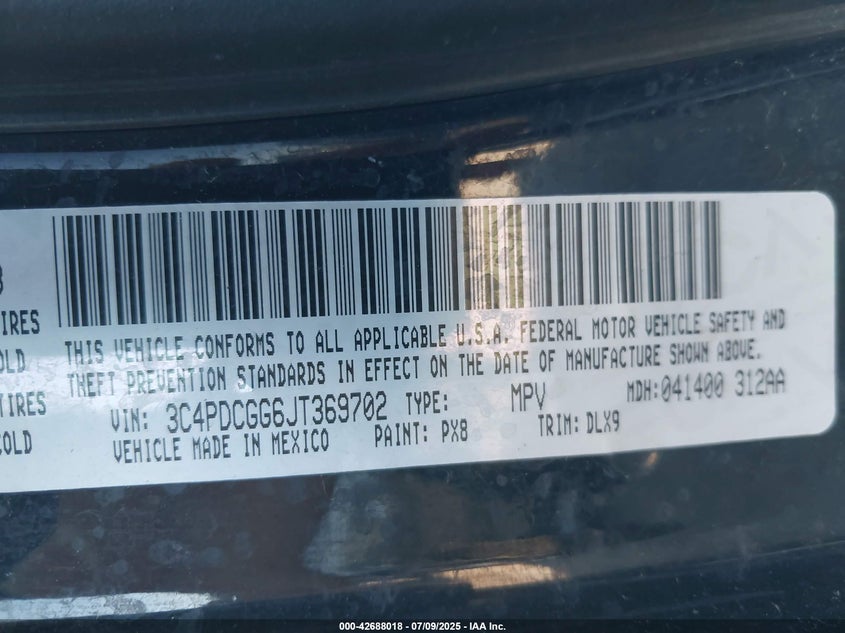 IRES
THIS VEHICLE CONFORMS TO ALL APPLICABLE U.S.A. FEDERAL MOTOR VEHICLE SAFETY AND
OLD
THEFT PREVENTION STANDARDS IN EFFECT ON THE DATE OF MANUFACTURE SHOWN ABOVE.
TIRES
VIN: 3C4PDCGG6JT369702 TYPE: MPV MDH:041400 312AA
COLD
VEHICLE MADE IN MEXICO PAINT: PX8 TRIM: DLX9
000-42688018 - 07/09/2025 - IAA Inc.